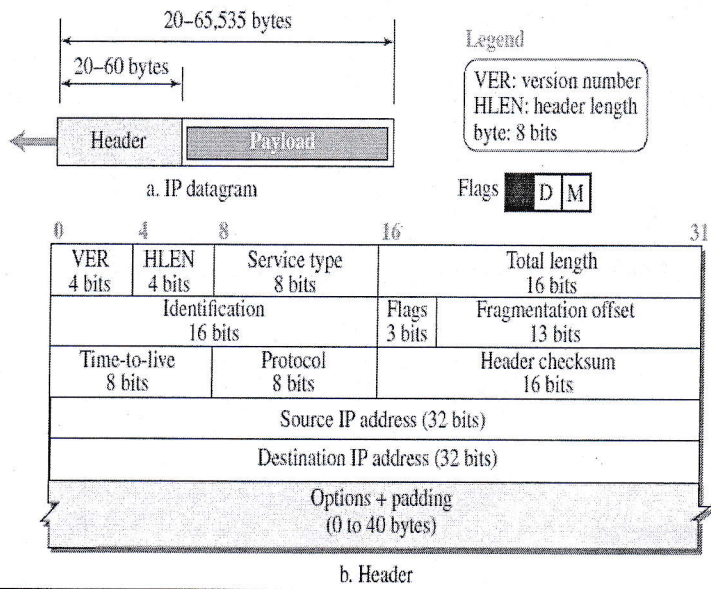 20–65,535 bytes
20–60 bytes
Header
Payload
a. IP datagram
Legend
VER: version number
HLEN: header length
byte: 8 bits
Flags D M
0 4 8 16 31
VER HLEN Service type Total length
4 bits 4 bits 8 bits 16 bits
Identification Flags Fragmentation offset
16 bits 3 bits 13 bits
Time-to-live Protocol Header checksum
8 bits 8 bits 16 bits
Source IP address (32 bits)
Destination IP address (32 bits)
Options + padding
(0 to 40 bytes)
b. Header